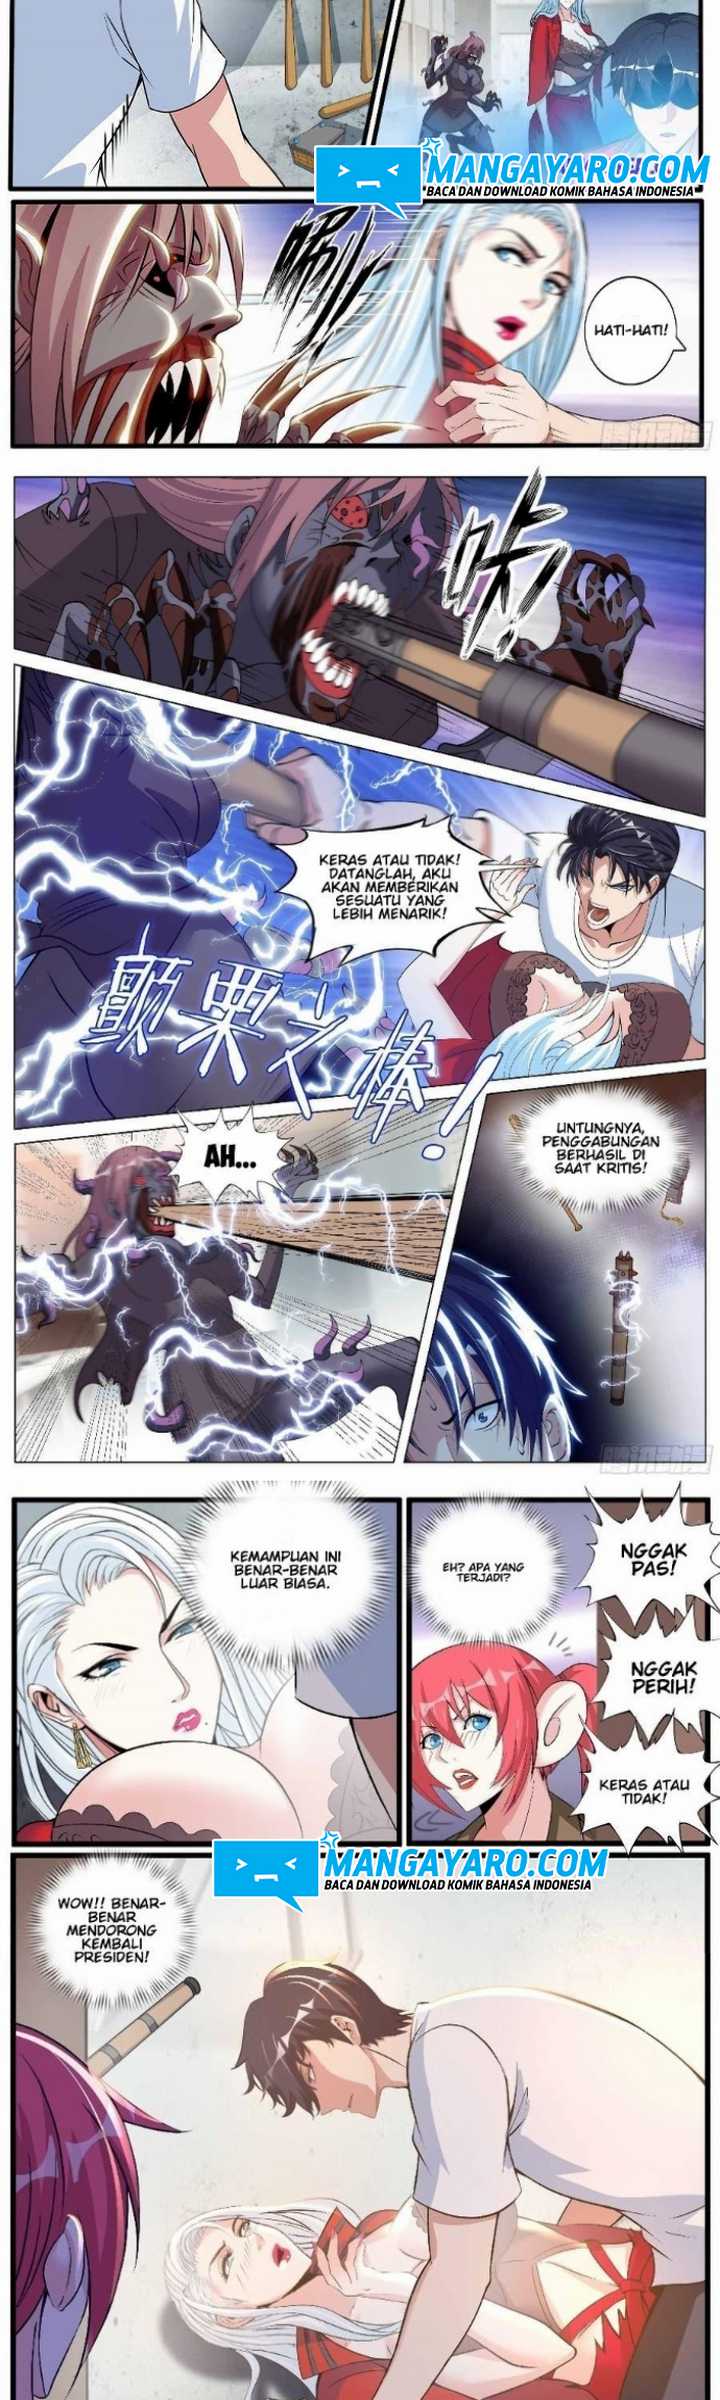 MANGAYARO.COM
BACA DAN DOWNLOAD KOMIK BAHASA INDONESIA
HATI-HATI!
KERAS ATAU TIDAK!
DATANGLAH, AKU
AKAN MEMBERIKAN
SESUATU YANG
LEBIH MENARIK!
颤栗之棒!
AH...
UNTUNGNYA,
PENGGABUNGAN
BERHASIL DI
SAAT KRITIS!
KEMAMPUAN INI
BENAR-BENAR
LUAR BIASA.
EH? APA YANG
TERJADI?
NGGAK
PAS!
NGGAK
PERIH!
KERAS ATAU
TIDAK!
MANGAYARO.COM
BACA DAN DOWNLOAD KOMIK BAHASA INDONESIA
WOW!! BENAR-
BENAR
MENDORONG
KEMBALI
PRESIDEN!